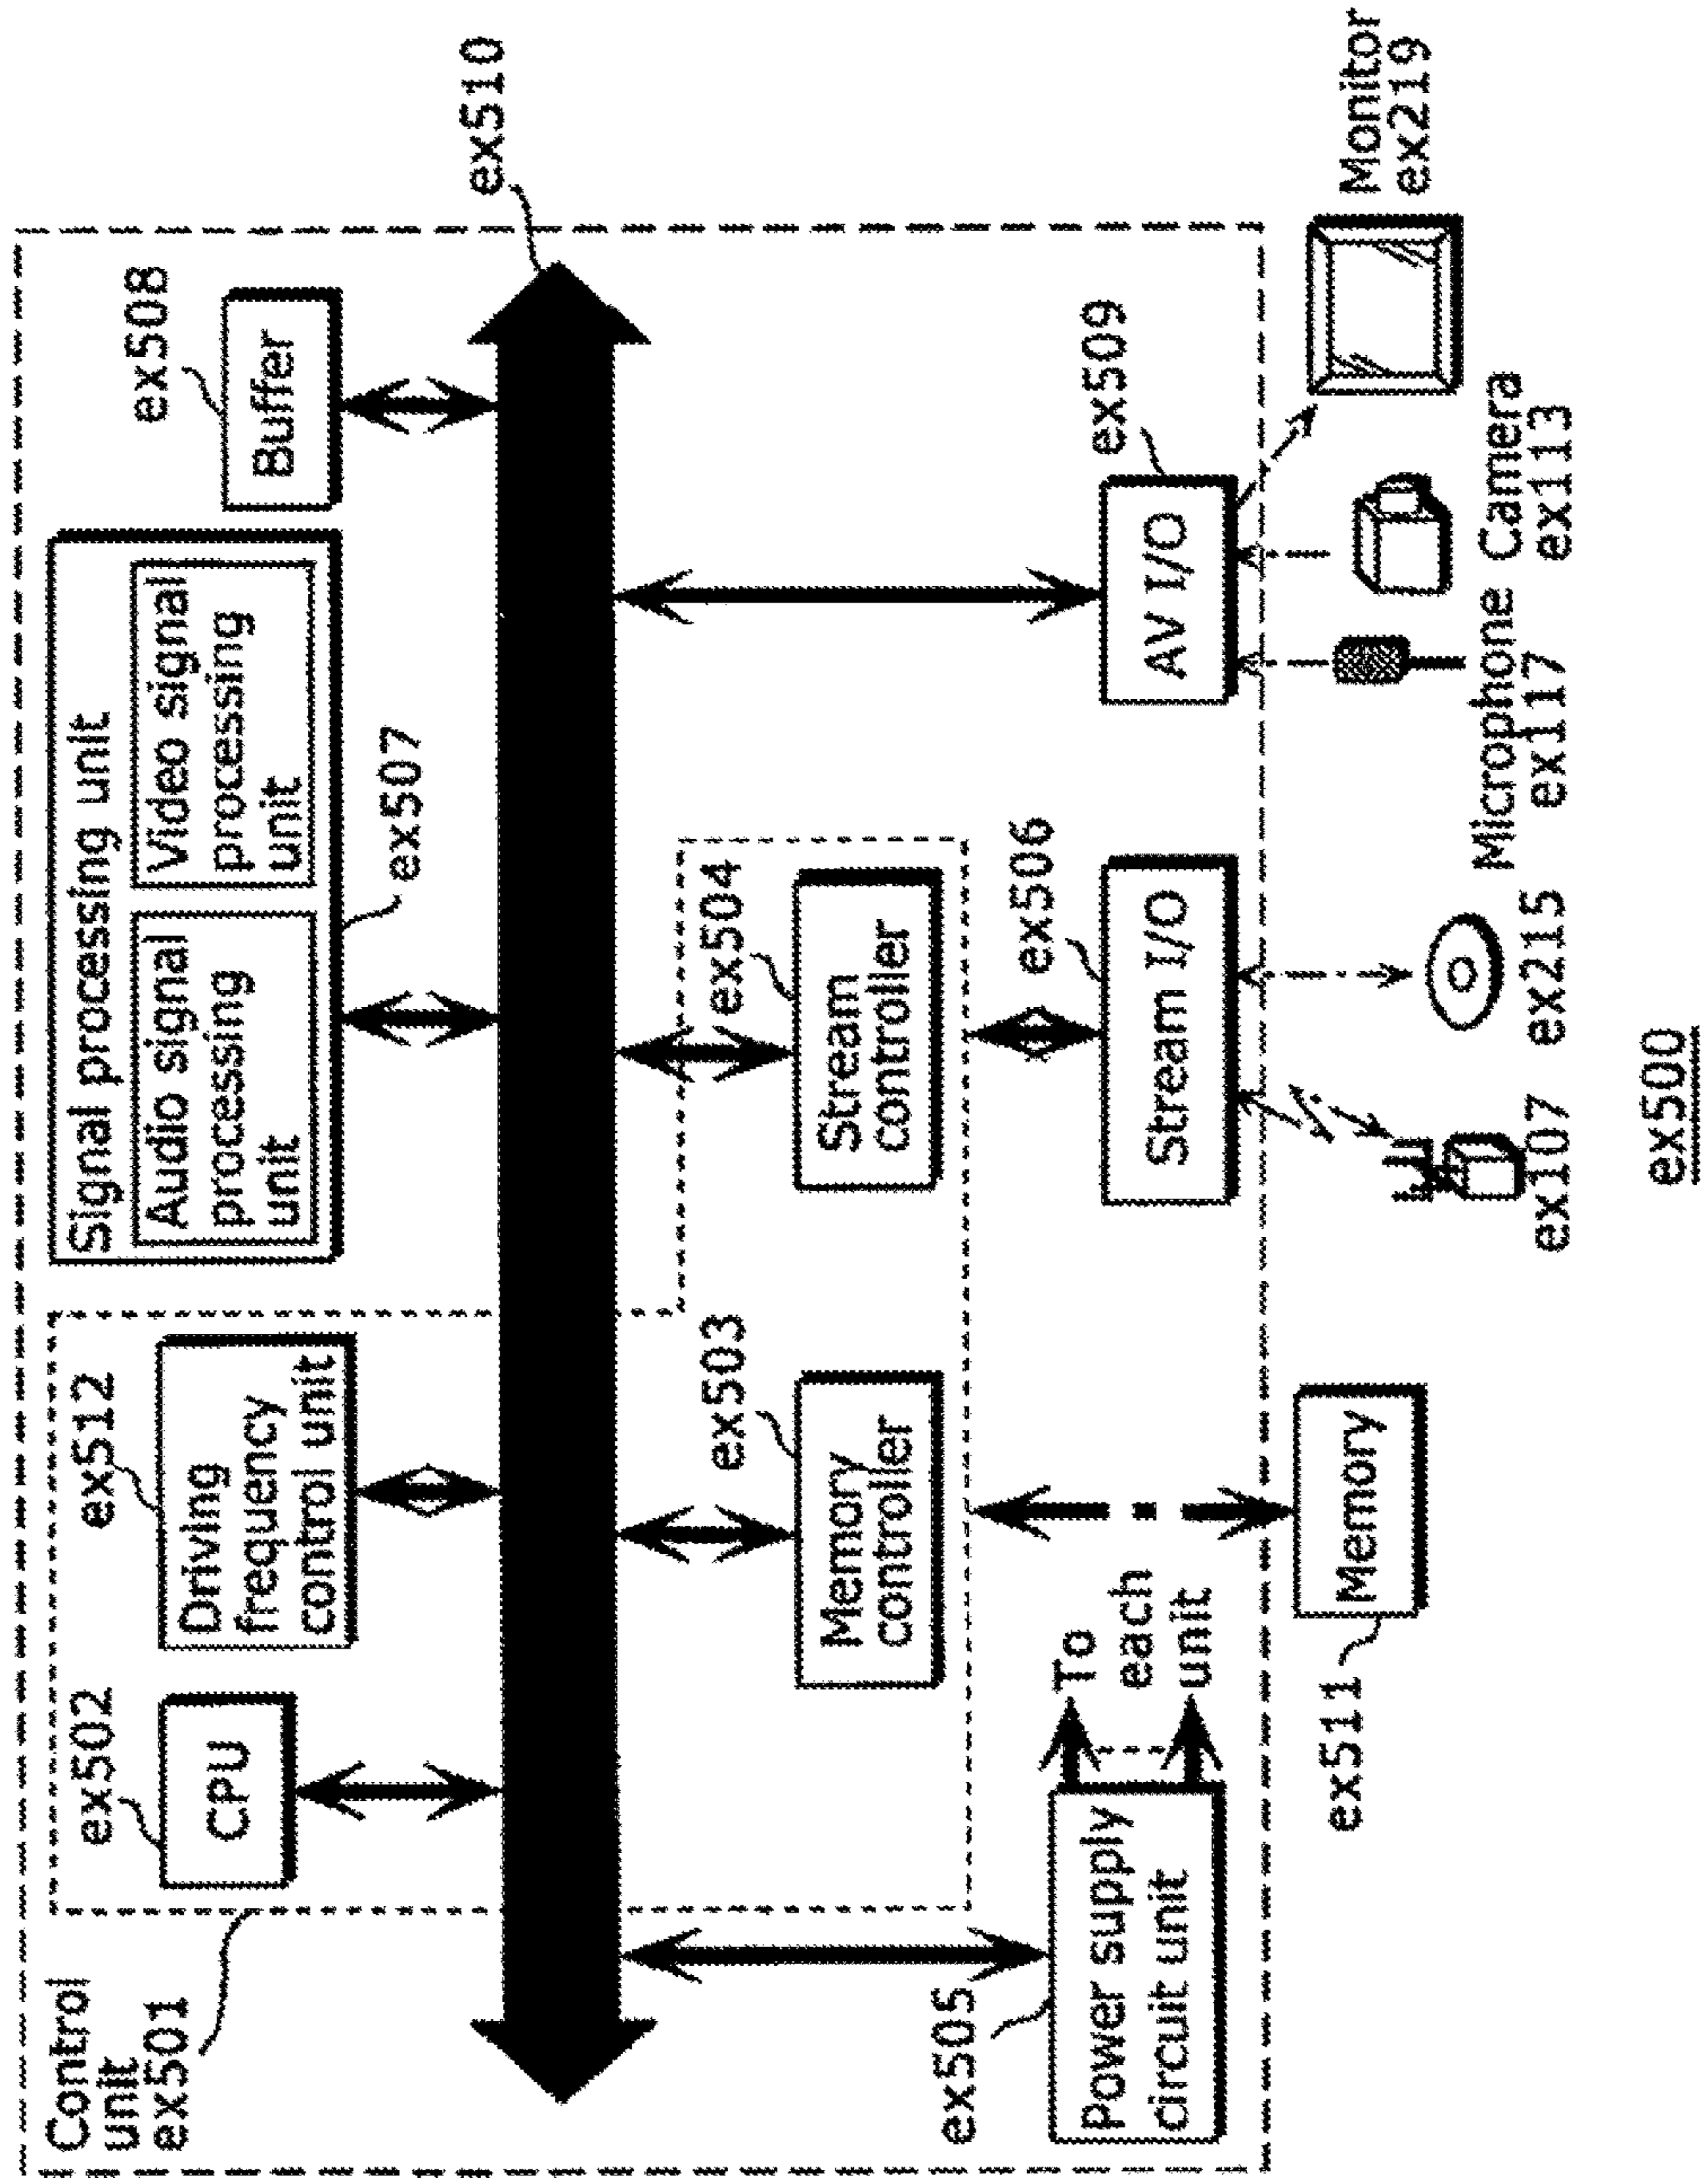 Control
unit
ex501
ex502
CPU
ex512
Driving
frequency
control unit
Signal processing unit
Audio signal
processing
unit
Video signal
processing
unit
ex507
ex508
Buffer
ex510
ex503
Memory
controller
ex504
Stream
controller
ex505
Power supply
circuit unit
To
each
unit
ex506
Stream I/O
ex509
AV I/O
ex511
Memory
ex107
ex215
Microphone
ex117
Camera
ex113
Monitor
ex219
ex500